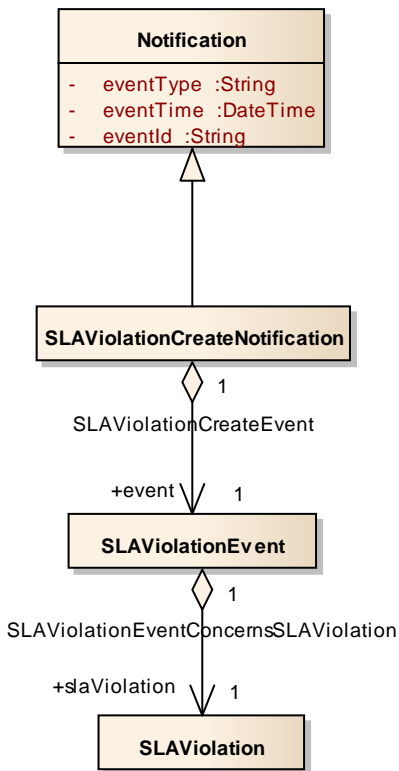 Notification
- eventType :String
- eventTime :DateTime
- eventId :String
SLAViolationCreateNotification
1
SLAViolationCreateEvent
+event 1
SLAViolationEvent
1
SLAViolationEventConcernsSLAViolation
+slaViolation 1
SLAViolation